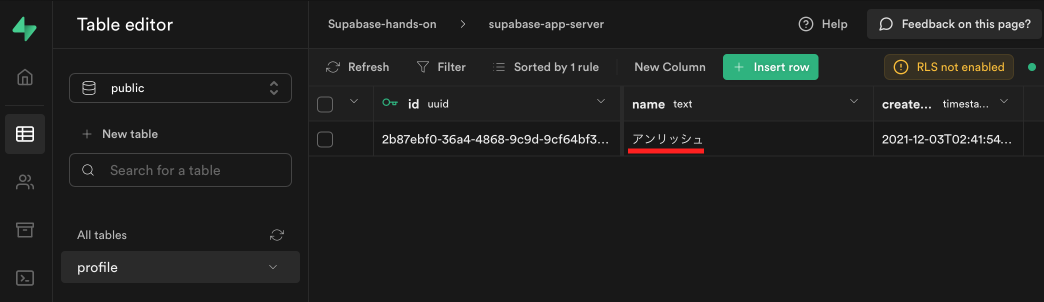 Table editor
Supabase-hands-on > supabase-app-server
Help
Feedback on this page?
public
New table
Search for a table
All tables
profile
Refresh
Filter
Sorted by 1 rule
New Column
+ Insert row
RLS not enabled
id uuid
name text
create... timesta...
2b87ebf0-36a4-4868-9c9d-9cf64bf3...
アンリッシュ
2021-12-03T02:41:54...